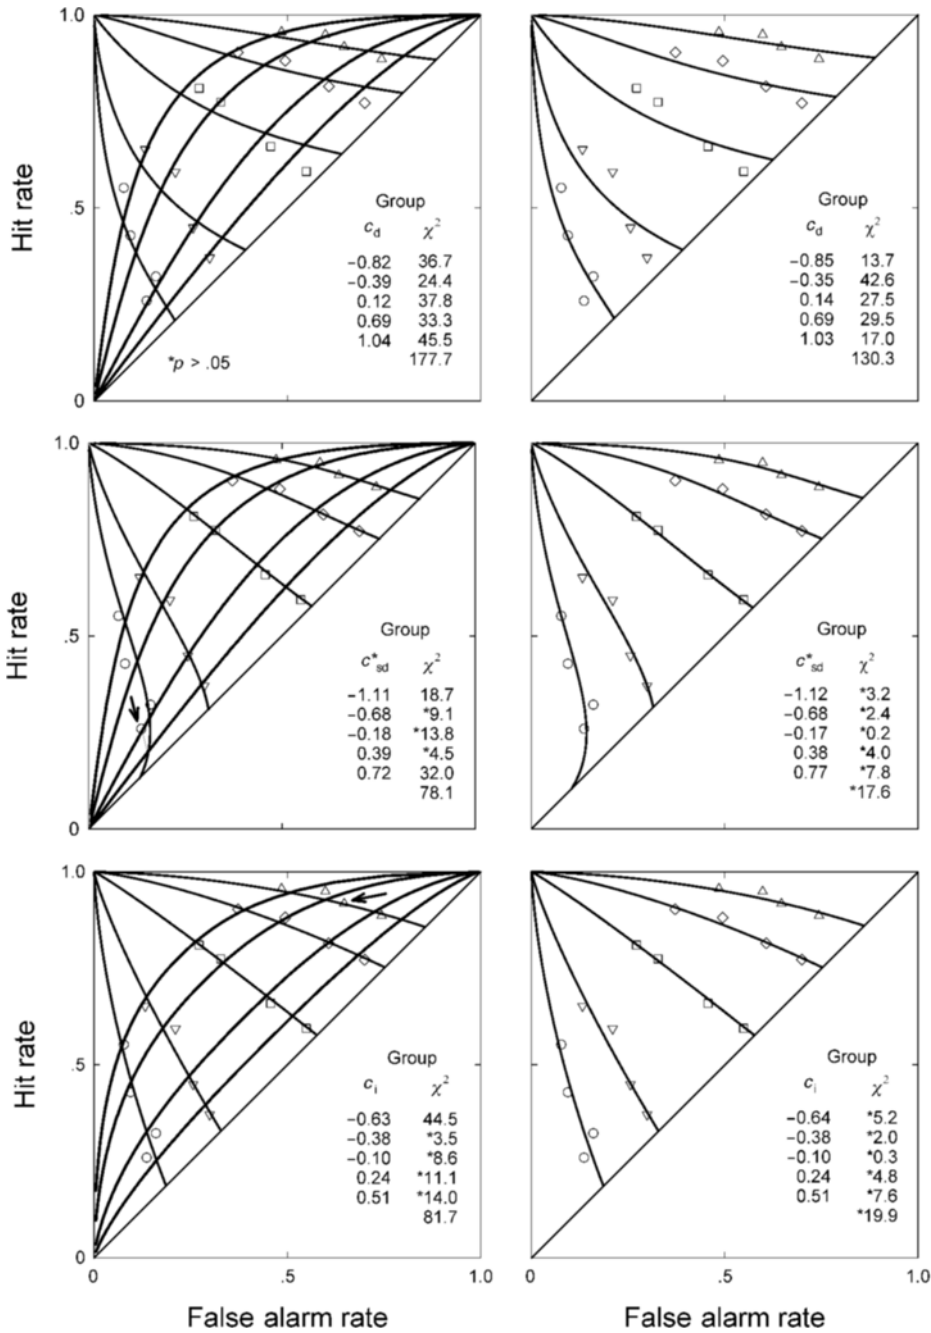 1.0
Hit rate
.5
0
Group
c_d χ²
−0.82 36.7
−0.39 24.4
0.12 37.8
0.69 33.3
1.04 45.5
177.7
*p > .05
1.0
Group
c_d χ²
−0.85 13.7
−0.35 42.6
0.14 27.5
0.69 29.5
1.03 17.0
130.3
1.0
Hit rate
.5
0
Group
c*_sd χ²
−1.11 18.7
−0.68 *9.1
−0.18 *13.8
0.39 *4.5
0.72 32.0
78.1
Group
c*_sd χ²
−1.12 *3.2
−0.68 *2.4
−0.17 *0.2
0.38 *4.0
0.77 *7.8
*17.6
1.0
Hit rate
.5
0
Group
c_i χ²
−0.63 44.5
−0.38 *3.5
−0.10 *8.6
0.24 *11.1
0.51 *14.0
81.7
0 .5 1.0
False alarm rate
Group
c_i χ²
−0.64 *5.2
−0.38 *2.0
−0.10 *0.3
0.24 *4.8
0.51 *7.6
*19.9
0 .5 1.0
False alarm rate